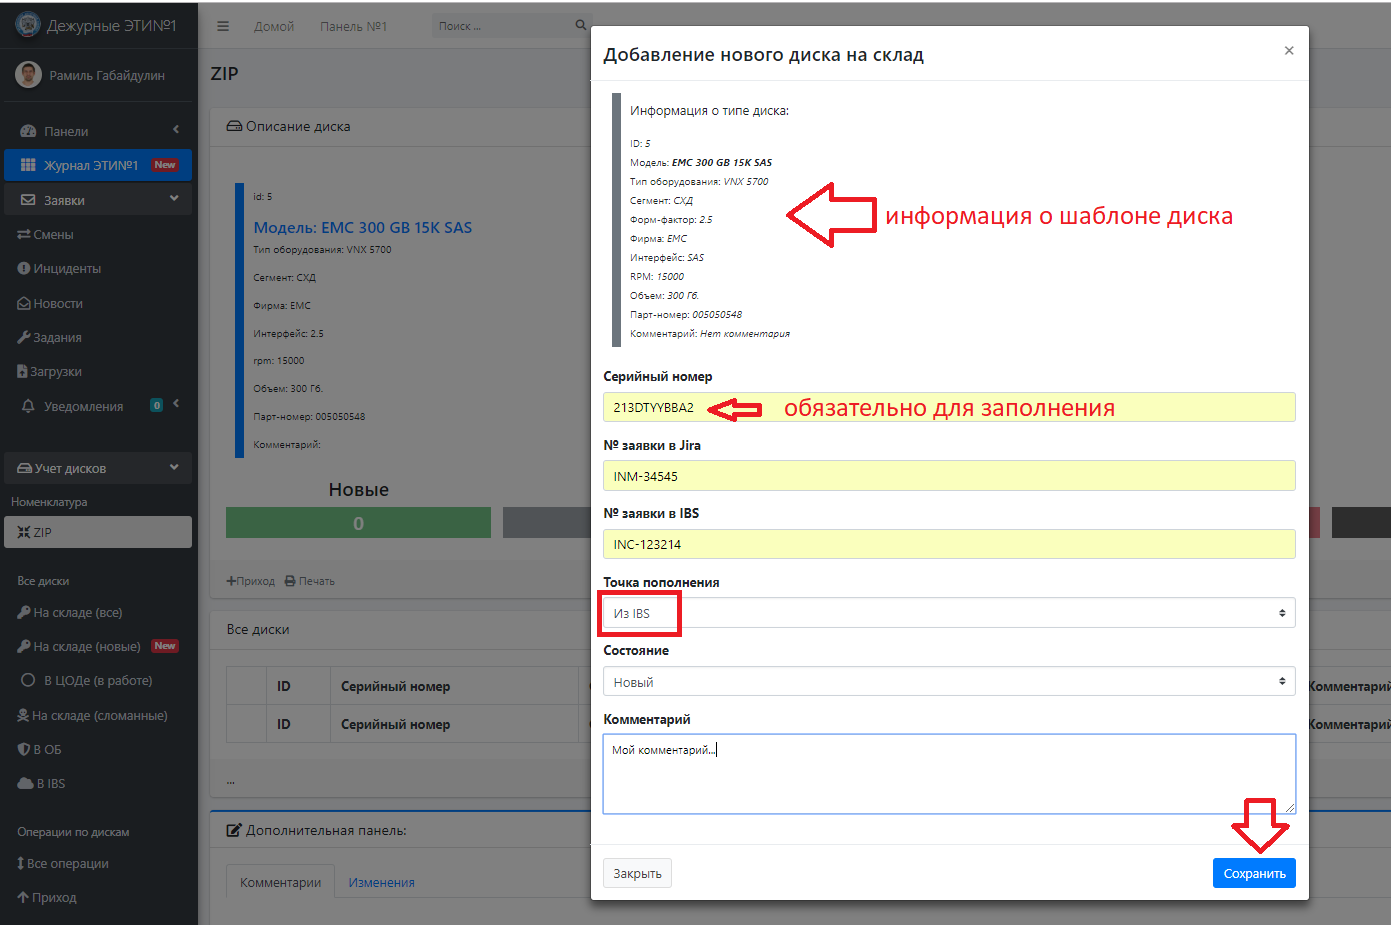 Дежурные ЭТИ№1
Домой
Панель №1
Поиск ...
Рамиль Габайдулин
Панели
Журнал ЭТИ№1 New
Заявки
Смены
Инциденты
Новости
Задания
Загрузки
Уведомления 0
Учет дисков
Номенклатура
ZIP
Все диски
На складе (все)
На складе (новые) New
В ЦОДе (в работе)
На складе (сломанные)
В ОБ
В IBS
Операции по дискам
Все операции
Приход
ZIP
Описание диска
id: 5
Модель: EMC 300 GB 15K SAS
Тип оборудования: VNX 5700
Сегмент: СХД
Фирма: EMC
Интерфейс: 2.5
rpm: 15000
Объем: 300 Гб.
Парт-номер: 005050548
Комментарий:
Новые
0
Приход Печать
Все диски
ID Серийный номер
Комментарий
ID Серийный номер
Комментарий
...
Дополнительная панель:
Комментарии Изменения
Добавление нового диска на склад ×
Информация о типе диска:
ID: 5
Модель: EMC 300 GB 15K SAS
Тип оборудования: VNX 5700
Сегмент: СХД
Форм-фактор: 2.5
Фирма: EMC
Интерфейс: SAS
RPM: 15000
Объем: 300 Гб.
Парт-номер: 005050548
Комментарий: Нет комментария
информация о шаблоне диска
Серийный номер
213DTYYBBA2
обязательно для заполнения
№ заявки в Jira
INM-34545
№ заявки в IBS
INC-123214
Точка пополнения
Из IBS
Состояние
Новый
Комментарий
Мой комментарий...
Закрыть
Сохранить